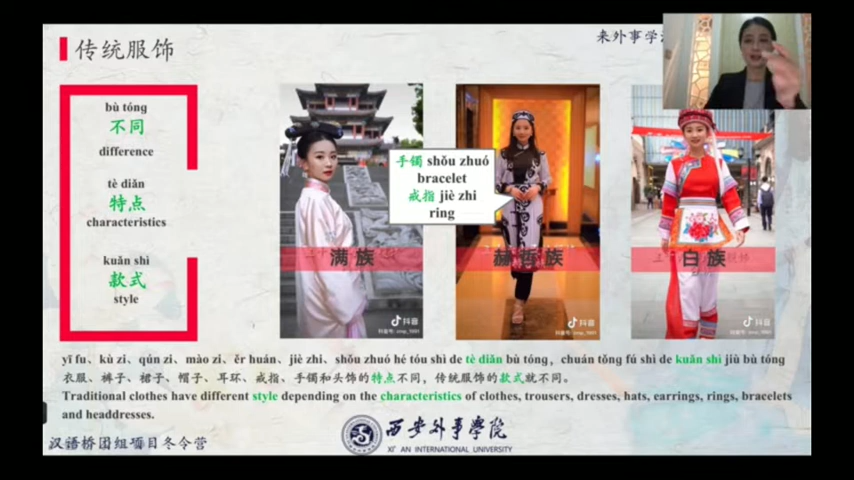 传统服饰
来外事学
bù tóng
不同
difference
tè diǎn
特点
characteristics
kuǎn shì
款式
style
手镯 shǒu zhuó
bracelet
戒指 jiè zhi
ring
满族
赫哲族
白族
抖音
抖音
抖音
yī fu、kù zi、qún zi、mào zi、ěr huán、jiè zhi、shǒu zhuó hé tóu shì de tè diǎn bù tóng，chuán tǒng fú shì de kuǎn shì jiù bù tóng
衣服、裤子、裙子、帽子、耳环、戒指、手镯和头饰的特点不同，传统服饰的款式就不同。
Traditional clothes have different style depending on the characteristics of clothes, trousers, dresses, hats, earrings, rings, bracelets
and headdresses.
汉语桥团组项目冬令营
西安外事学院
XI' AN INTERNATIONAL UNIVERSITY